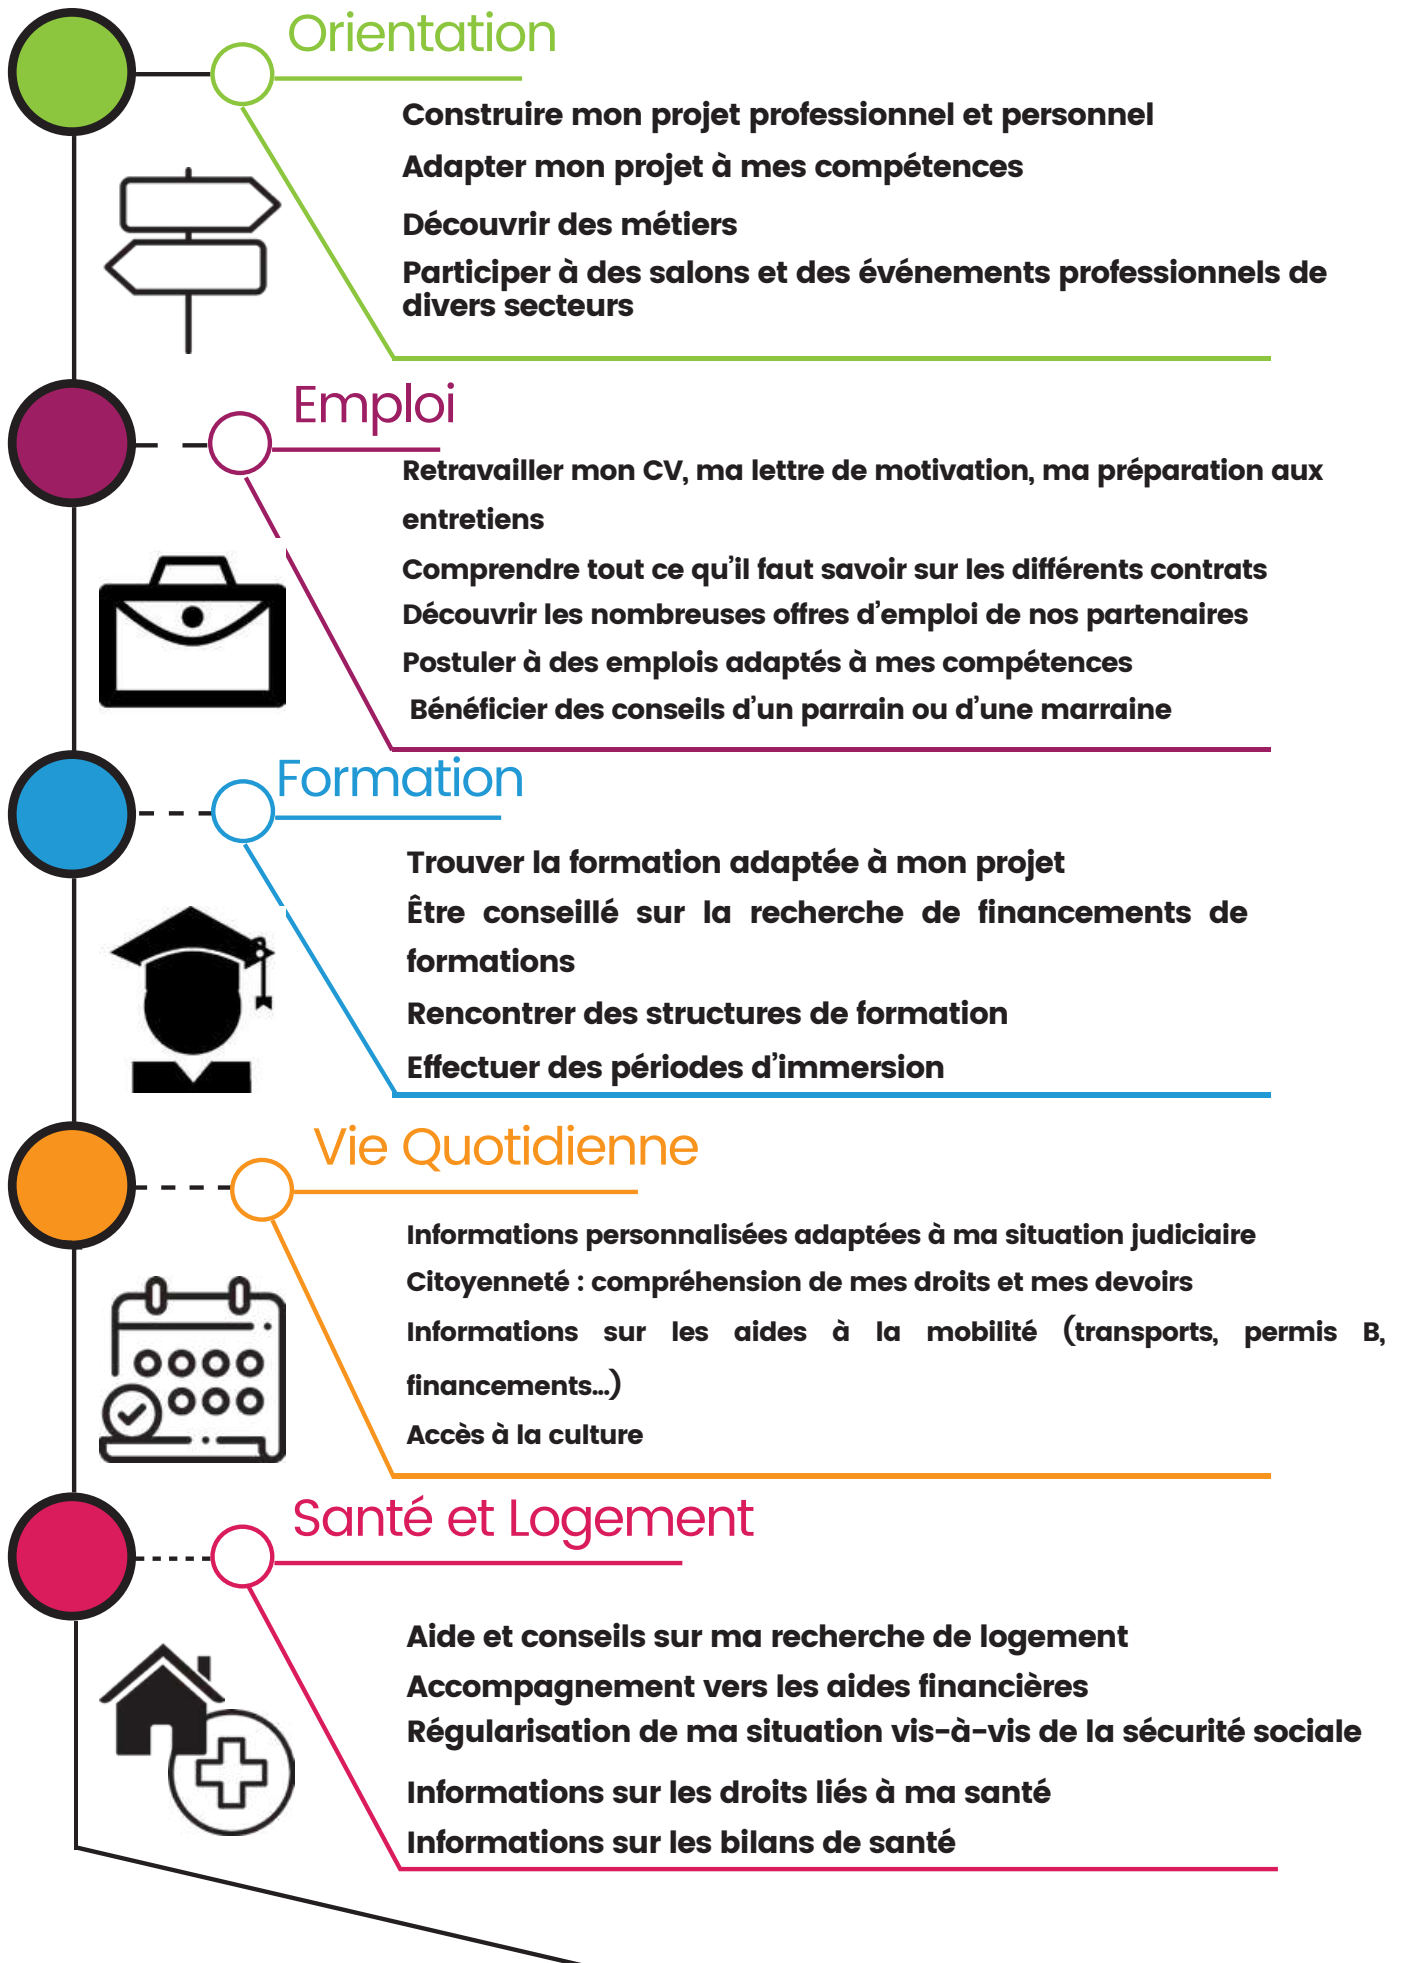 Orientation
Construire mon projet professionnel et personnel
Adapter mon projet à mes compétences
Découvrir des métiers
Participer à des salons et des événements professionnels de
divers secteurs
Emploi
Retravailler mon CV, ma lettre de motivation, ma préparation aux
entretiens
Comprendre tout ce qu’il faut savoir sur les différents contrats
Découvrir les nombreuses offres d’emploi de nos partenaires
Postuler à des emplois adaptés à mes compétences
Bénéficier des conseils d’un parrain ou d’une marraine
Formation
Trouver la formation adaptée à mon projet
Être conseillé sur la recherche de financements de
formations
Rencontrer des structures de formation
Effectuer des périodes d’immersion
Vie Quotidienne
Informations personnalisées adaptées à ma situation judiciaire
Citoyenneté : compréhension de mes droits et mes devoirs
Informations sur les aides à la mobilité (transports, permis B,
financements...)
Accès à la culture
Santé et Logement
Aide et conseils sur ma recherche de logement
Accompagnement vers les aides financières
Régularisation de ma situation vis-à-vis de la sécurité sociale
Informations sur les droits liés à ma santé
Informations sur les bilans de santé